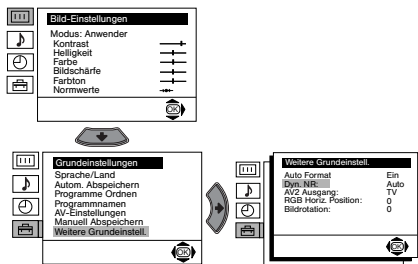 Bild-Einstellungen
Modus: Anwender
Kontrast
Helligkeit
Farbe
Bildschärfe
Farbton
Normwerte
OK
Grundeinstellungen
Sprache/Land
Autom. Abspeichern
Programme Ordnen
Programmnamen
AV-Einstellungen
Manuell Abspeichern
Weitere Grundeinstell.
OK
Weitere Grundeinstell.
Auto Format Ein
Dyn. NR: Auto
AV2 Ausgang: TV
RGB Horiz. Position: 0
Bildrotation: 0
OK